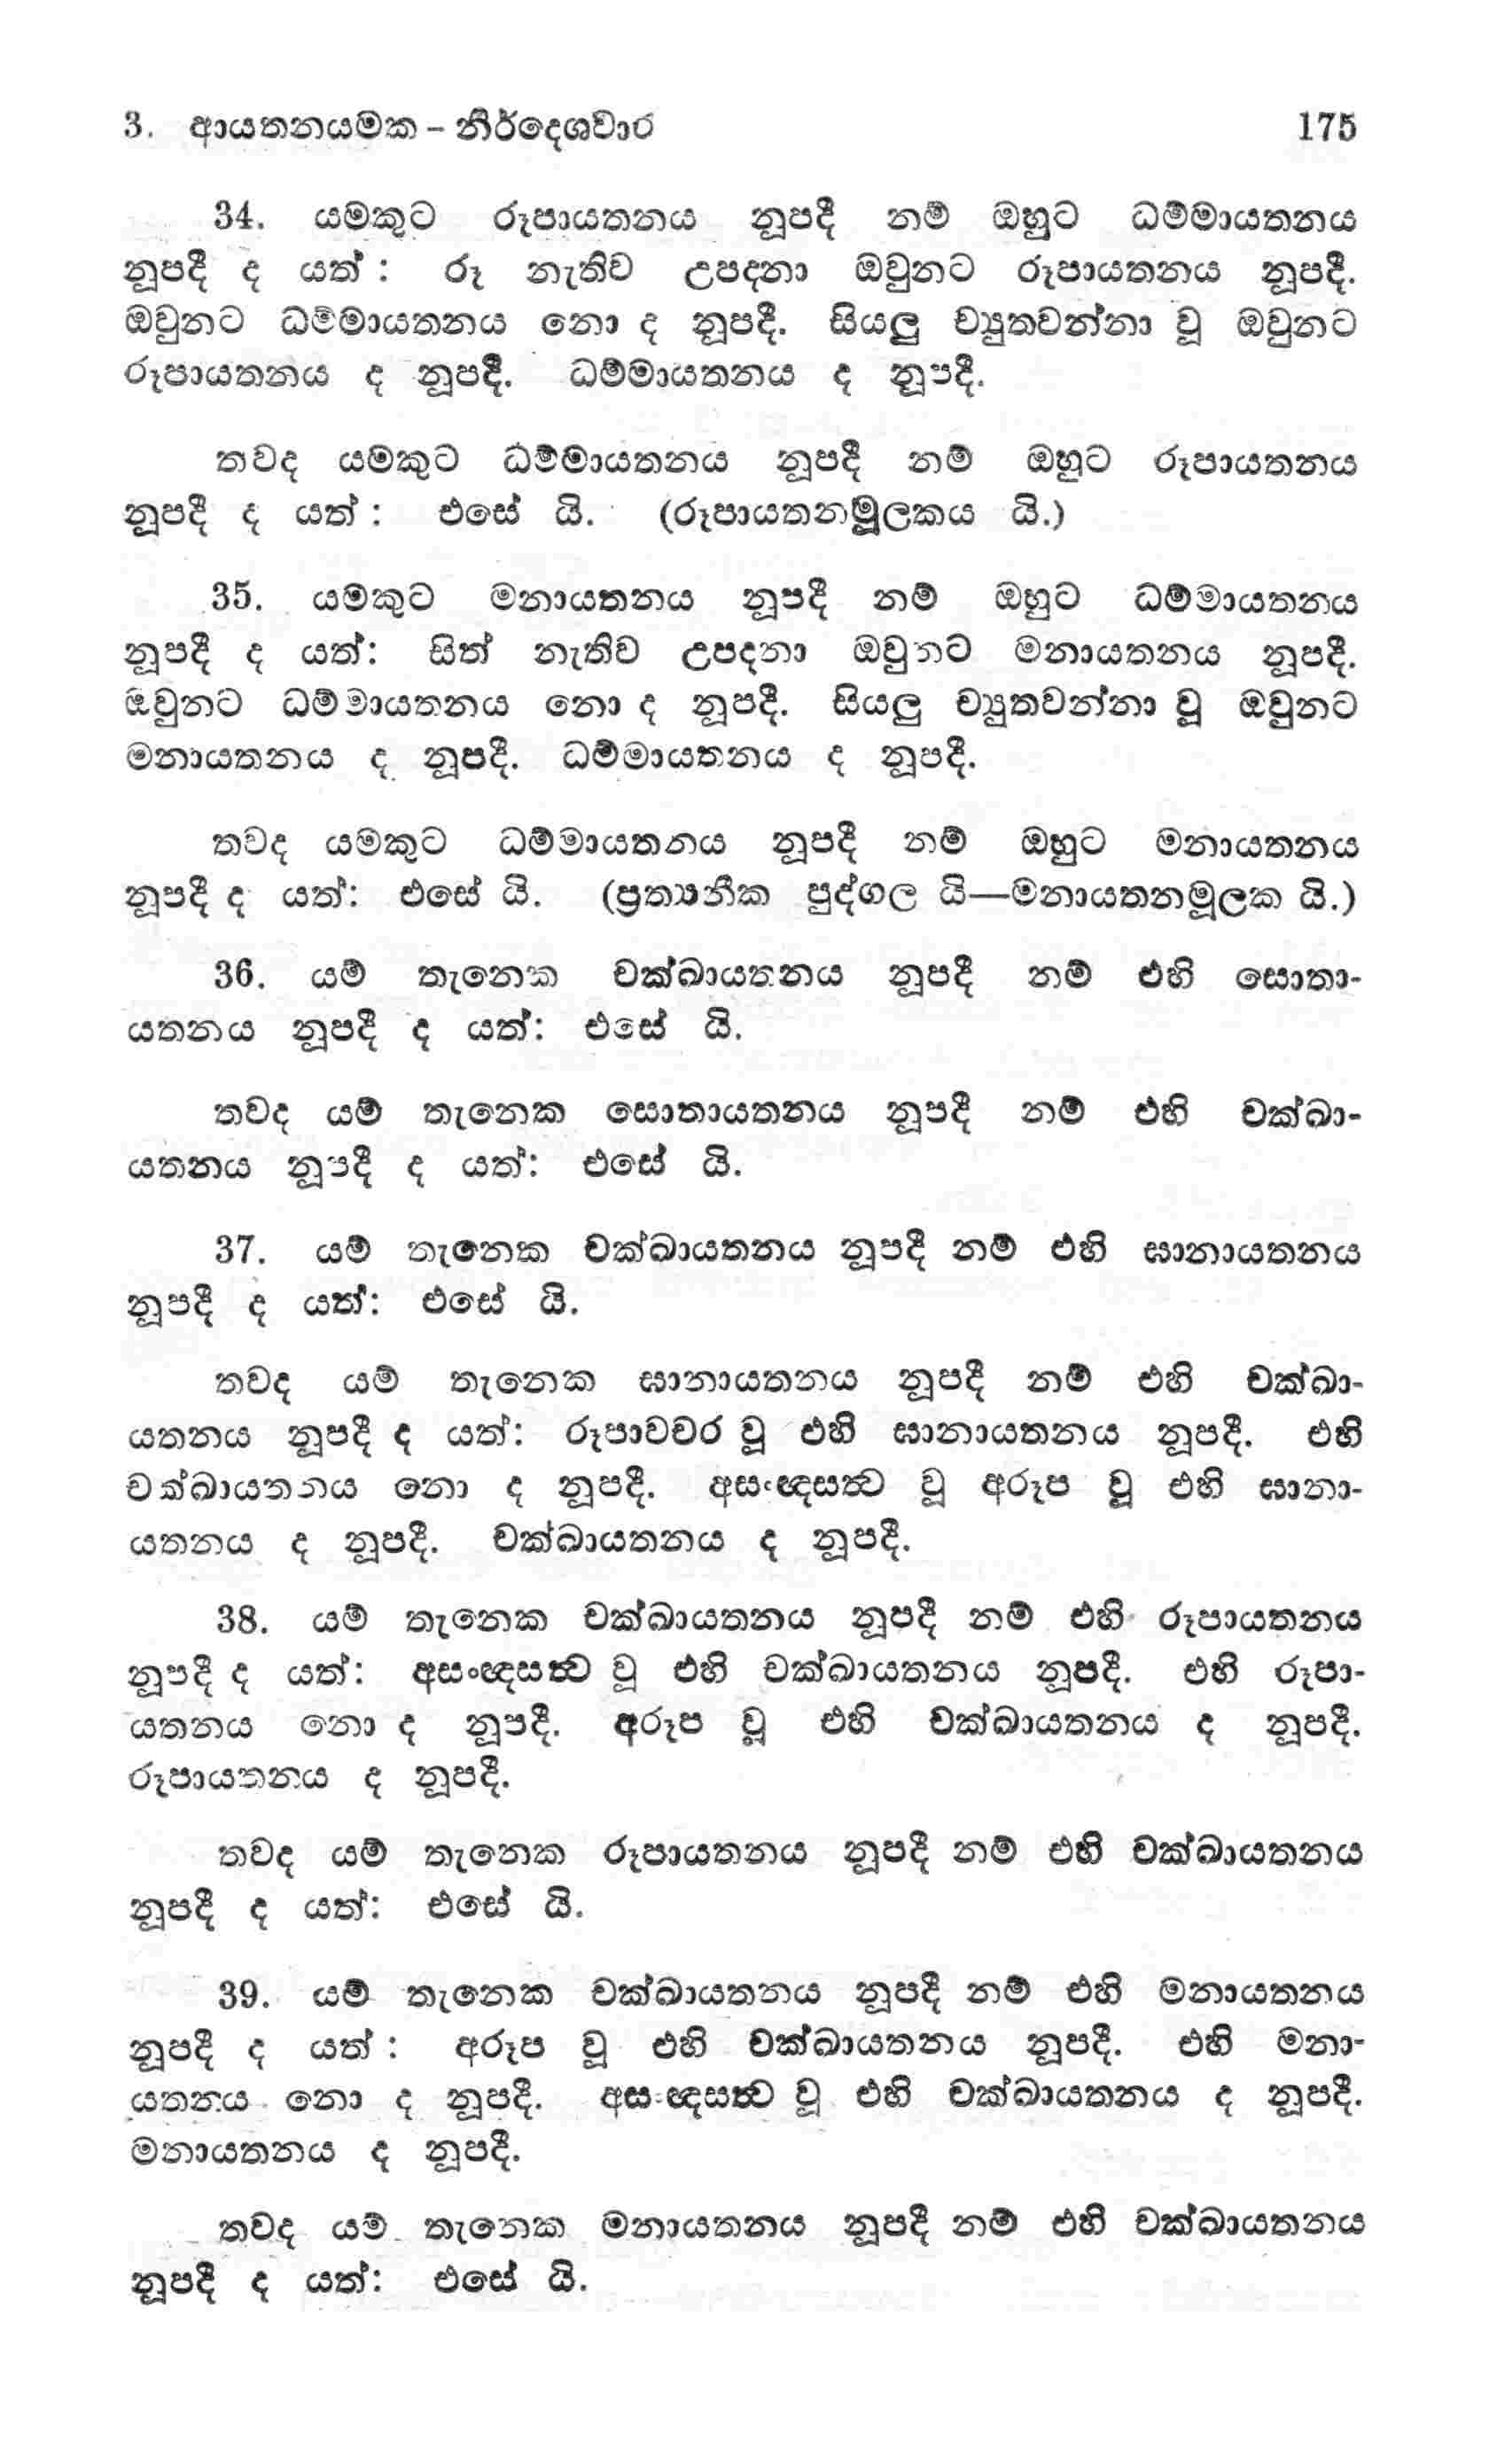 3. ආයතනයමක - නිර්දෙශවාර 175
34. යමකුට රූපායතනය නූපදී නම් ඔහුට ධම්මායතනය
නූපදී ද යත් : රූ නැතිව උපදනා ඔවුනට රූපායතනය නූපදී.
ඔවුනට ධම්මායතනය නො ද නූපදී. සියලු ච්‍යුතවන්නා වූ ඔවුනට
රූපායතනය ද නූපදී. ධම්මායතනය ද නූපදී.
තවද යමකුට ධම්මායතනය නූපදී නම් ඔහුට රූපායතනය
නූපදී ද යත් : එසේ යි. (රූපායතනමූලකය යි.)
35. යමකුට මනායතනය නූපදී නම් ඔහුට ධම්මායතනය
නූපදී ද යත්: සිත් නැතිව උපදනා ඔවුනට මනායතනය නූපදී.
ඔවුනට ධම්මායතනය නො ද නූපදී. සියලු ච්‍යුතවන්නා වූ ඔවුනට
මනායතනය ද නූපදී. ධම්මායතනය ද නූපදී.
තවද යමකුට ධම්මායතනය නූපදී නම් ඔහුට මනායතනය
නූපදී ද යත්: එසේ යි. (ප්‍රත්‍යනීක පුද්ගල යි—මනායතනමූලක යි.)
36. යම් තැනෙක චක්ඛායතනය නූපදී නම් එහි සොතා-
යතනය නූපදී ද යත්: එසේ යි.
තවද යම් තැනෙක සොතායතනය නූපදී නම් එහි චක්ඛා-
යතනය නූපදී ද යත්: එසේ යි.
37. යම් තැනෙක චක්ඛායතනය නූපදී නම් එහි ඝානායතනය
නූපදී ද යත්: එසේ යි.
තවද යම් තැනෙක ඝානායතනය නූපදී නම් එහි චක්ඛා-
යතනය නූපදී ද යත්: රූපාවචර වූ එහි ඝානායතනය නූපදී. එහි
චක්ඛායතනය නො ද නූපදී. අසංඥසත්‍ව වූ අරූප වූ එහි ඝානා-
යතනය ද නූපදී. චක්ඛායතනය ද නූපදී.
38. යම් තැනෙක චක්ඛායතනය නූපදී නම් එහි රූපායතනය
නූපදී ද යත්: අසංඥසත්‍ව වූ එහි චක්ඛායතනය නූපදී. එහි රූපා-
යතනය නො ද නූපදී. අරූප වූ එහි චක්ඛායතනය ද නූපදී.
රූපායතනය ද නූපදී.
තවද යම් තැනෙක රූපායතනය නූපදී නම් එහි චක්ඛායතනය
නූපදී ද යත්: එසේ යි.
39. යම් තැනෙක චක්ඛායතනය නූපදී නම් එහි මනායතනය
නූපදී ද යත් : අරූප වූ එහි චක්ඛායතනය නූපදී. එහි මනා-
යතනය නො ද නූපදී. අසංඥසත්‍ව වූ එහි චක්ඛායතනය ද නූපදී.
මනායතනය ද නූපදී.
තවද යම් තැනෙක මනායතනය නූපදී නම් එහි චක්ඛායතනය
නූපදී ද යත්: එසේ යි.